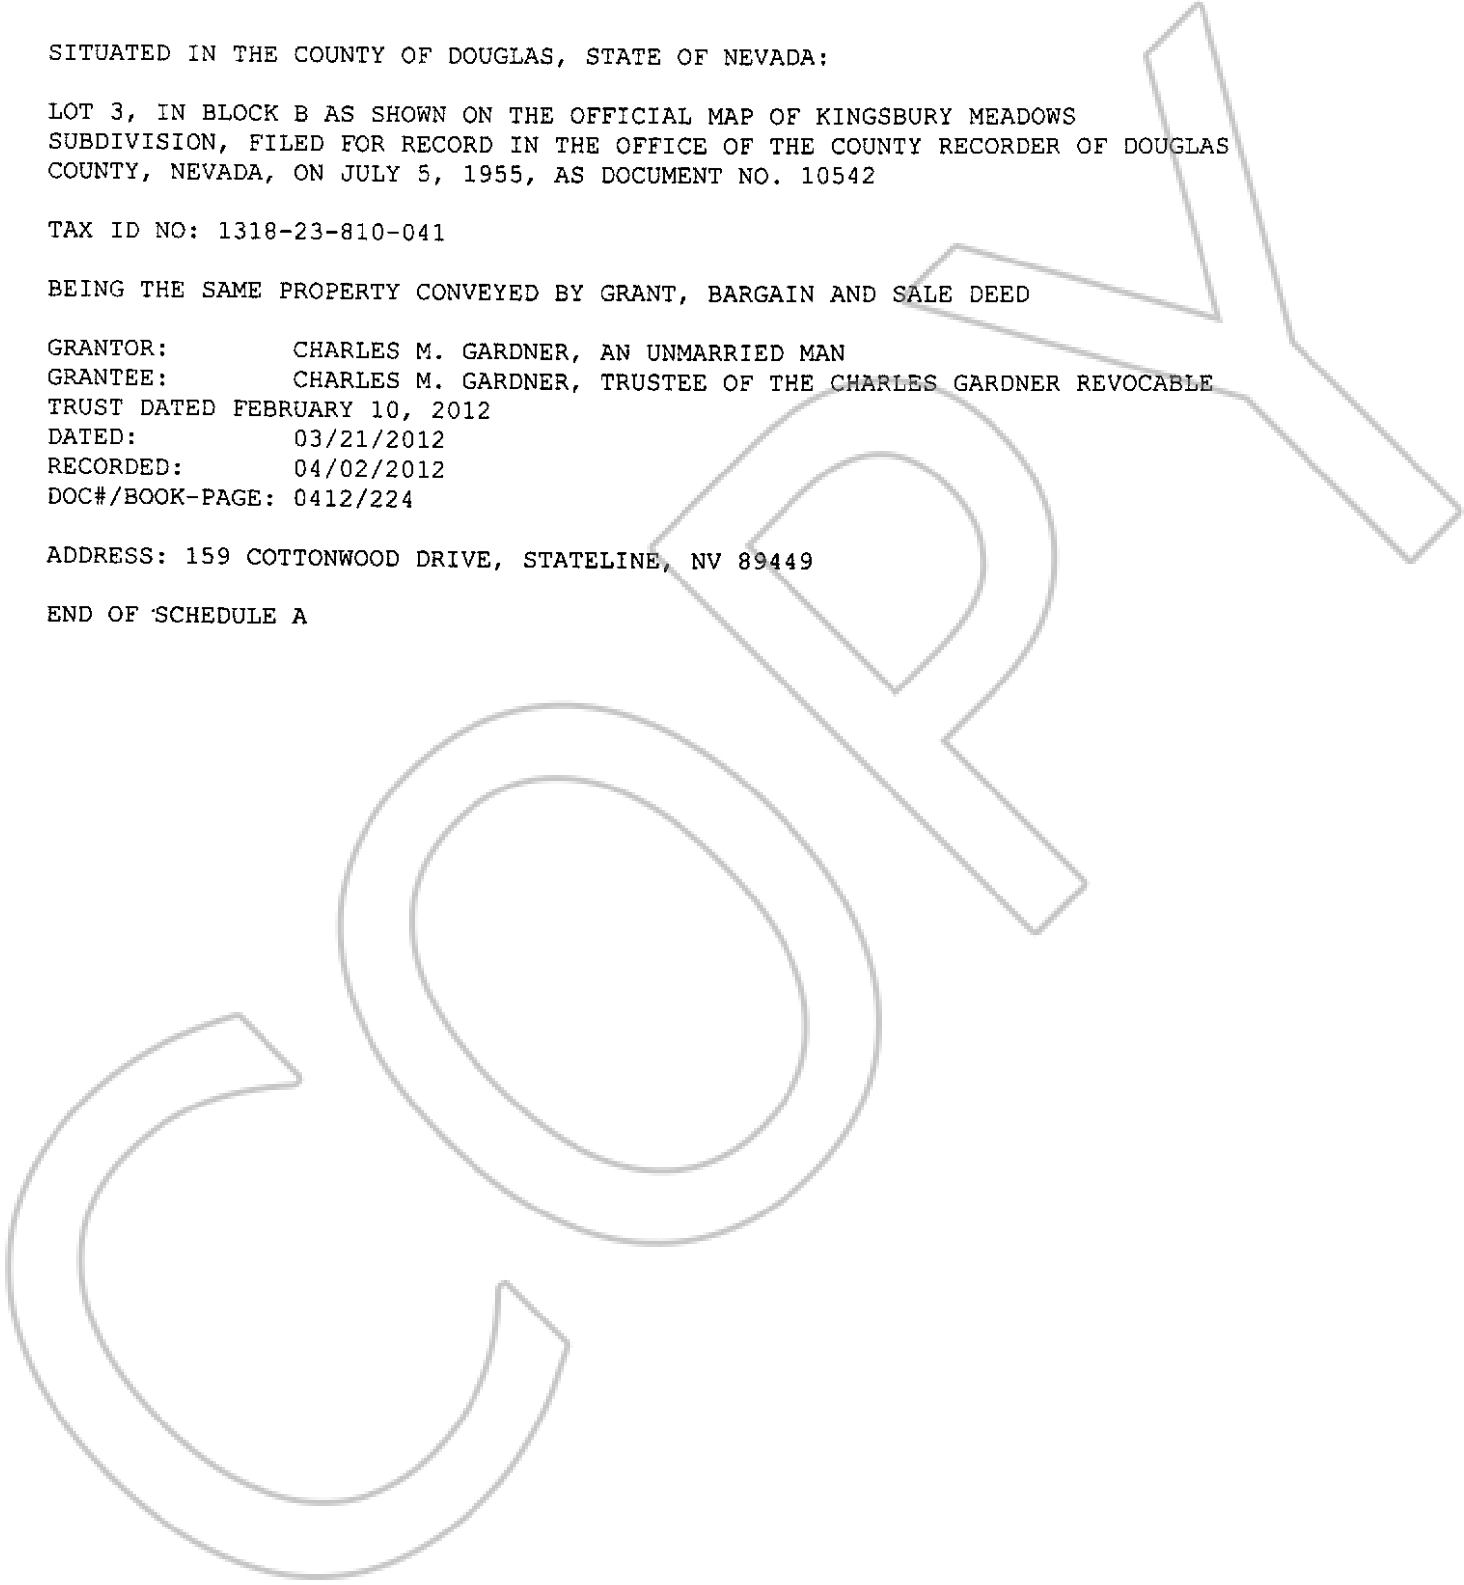 SITUATED IN THE COUNTY OF DOUGLAS, STATE OF NEVADA:
LOT 3, IN BLOCK B AS SHOWN ON THE OFFICIAL MAP OF KINGSBURY MEADOWS
SUBDIVISION, FILED FOR RECORD IN THE OFFICE OF THE COUNTY RECORDER OF DOUGLAS
COUNTY, NEVADA, ON JULY 5, 1955, AS DOCUMENT NO. 10542
TAX ID NO: 1318-23-810-041
BEING THE SAME PROPERTY CONVEYED BY GRANT, BARGAIN AND SALE DEED
GRANTOR: CHARLES M. GARDNER, AN UNMARRIED MAN
GRANTEE: CHARLES M. GARDNER, TRUSTEE OF THE CHARLES GARDNER REVOCABLE
TRUST DATED FEBRUARY 10, 2012
DATED: 03/21/2012
RECORDED: 04/02/2012
DOC#/BOOK-PAGE: 0412/224
ADDRESS: 159 COTTONWOOD DRIVE, STATELINE, NV 89449
END OF SCHEDULE A
COPY